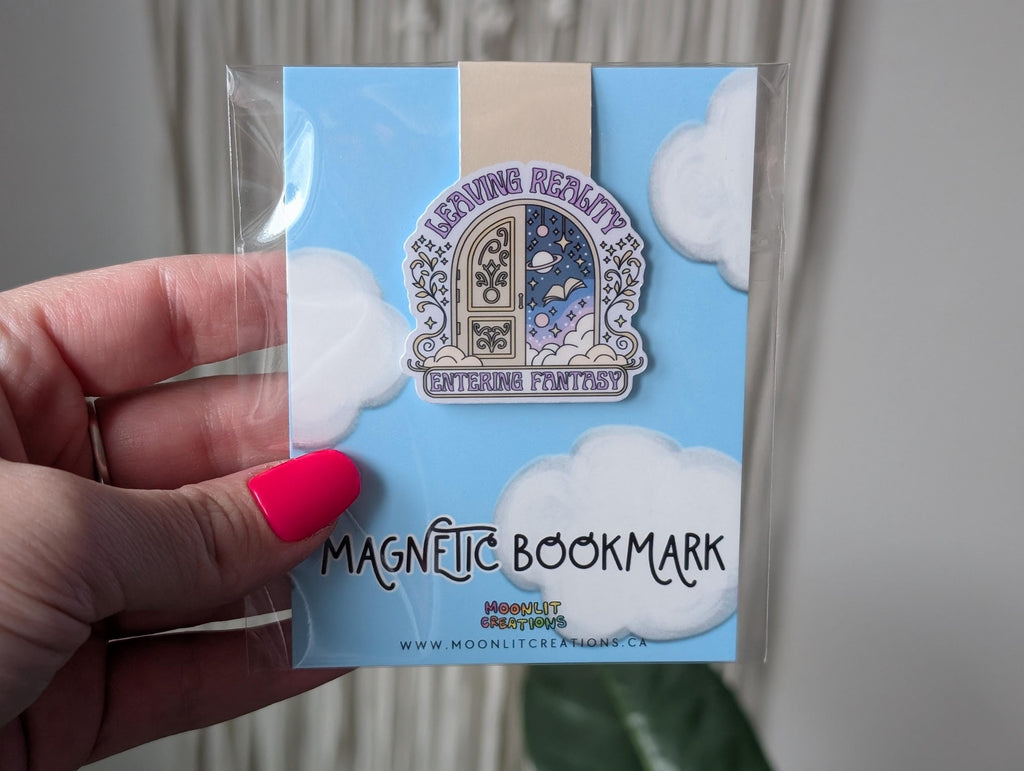 LEAVING REALITY
ENTERING FANTASY
MAGNETIC BOOKMARK
MOONLIT
CREATIONS
WWW.MOONLITCREATIONS.CA